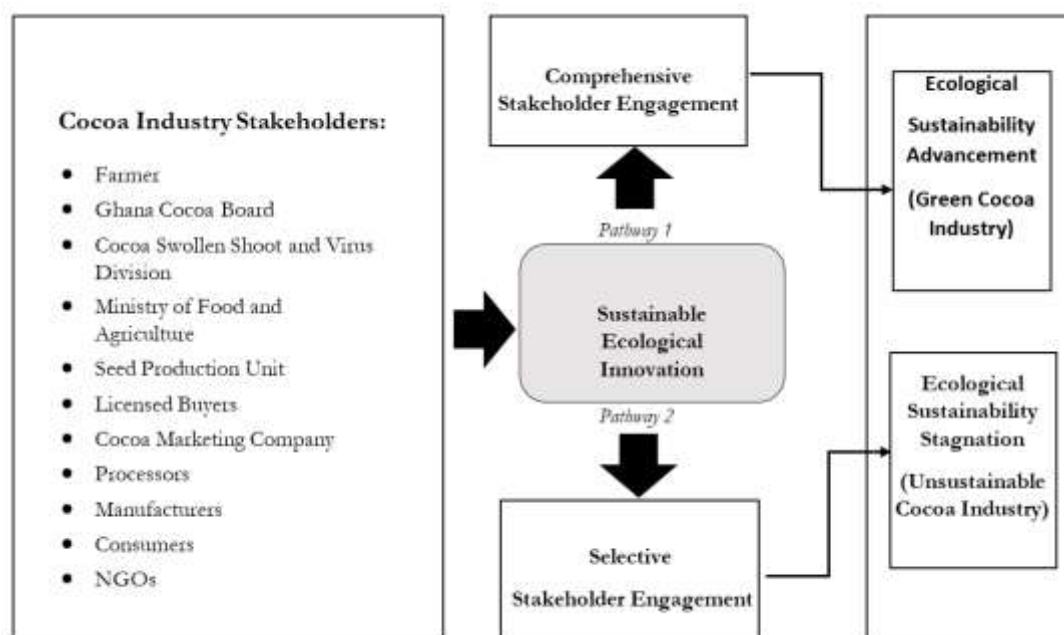 Cocoa Industry Stakeholders:
• Farmer
• Ghana Cocoa Board
• Cocoa Swollen Shoot and Virus
Division
• Ministry of Food and
Agriculture
• Seed Production Unit
• Licensed Buyers
• Cocoa Marketing Company
• Processors
• Manufacturers
• Consumers
• NGOs
Comprehensive
Stakeholder Engagement
Pathway 1
Sustainable
Ecological
Innovation
Pathway 2
Selective
Stakeholder Engagement
Ecological
Sustainability
Advancement
(Green Cocoa
Industry)
Ecological
Sustainability
Stagnation
(Unsustainable
Cocoa Industry)